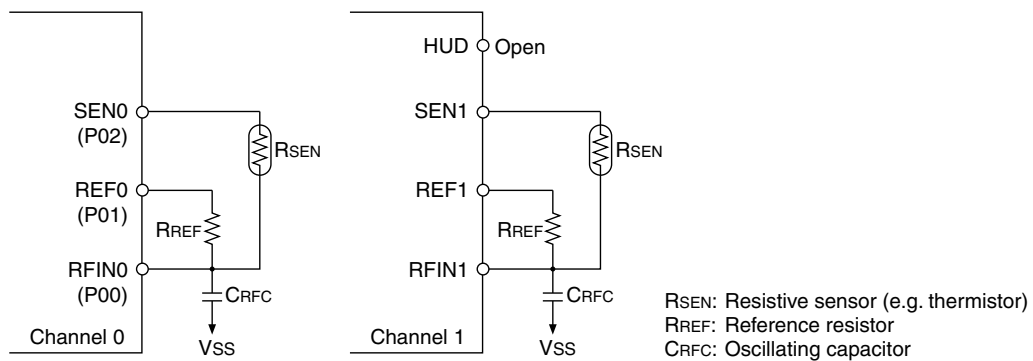 SEN0
(P02)
RSEN
REF0
(P01)
RREF
RFIN0
(P00)
CRFC
Channel 0
VSS
HUD Open
SEN1
RSEN
REF1
RREF
RFIN1
CRFC
Channel 1
VSS
RSEN: Resistive sensor (e.g. thermistor)
RREF: Reference resistor
CRFC: Oscillating capacitor